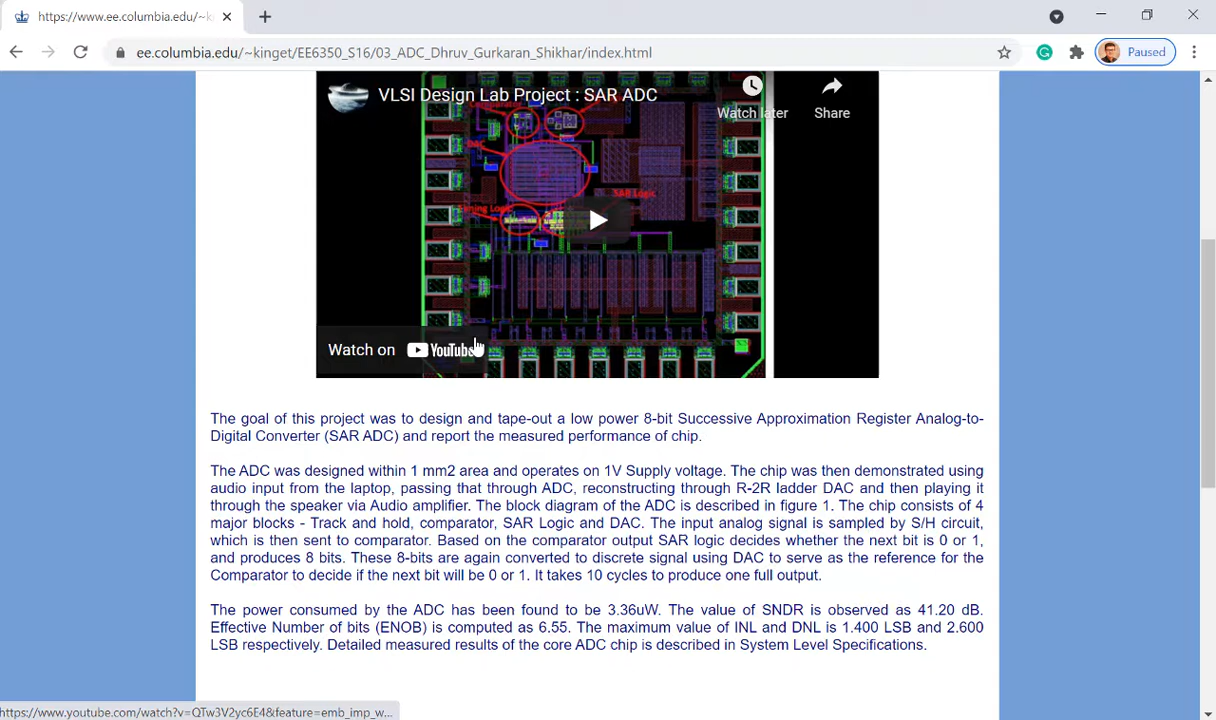 https://www.ee.columbia.edu/~ki
ee.columbia.edu/~kinget/EE6350_S16/03_ADC_Dhruv_Gurkaran_Shikhar/index.html
Paused
VLSI Design Lab Project : SAR ADC
Watch later
Share
DAC
SAR Logic
Watch on YouTube
The goal of this project was to design and tape-out a low power 8-bit Successive Approximation Register Analog-to-
Digital Converter (SAR ADC) and report the measured performance of chip.
The ADC was designed within 1 mm2 area and operates on 1V Supply voltage. The chip was then demonstrated using
audio input from the laptop, passing that through ADC, reconstructing through R-2R ladder DAC and then playing it
through the speaker via Audio amplifier. The block diagram of the ADC is described in figure 1. The chip consists of 4
major blocks - Track and hold, comparator, SAR Logic and DAC. The input analog signal is sampled by S/H circuit,
which is then sent to comparator. Based on the comparator output SAR logic decides whether the next bit is 0 or 1,
and produces 8 bits. These 8-bits are again converted to discrete signal using DAC to serve as the reference for the
Comparator to decide if the next bit will be 0 or 1. It takes 10 cycles to produce one full output.
The power consumed by the ADC has been found to be 3.36uW. The value of SNDR is observed as 41.20 dB.
Effective Number of bits (ENOB) is computed as 6.55. The maximum value of INL and DNL is 1.400 LSB and 2.600
LSB respectively. Detailed measured results of the core ADC chip is described in System Level Specifications.
https://www.youtube.com/watch?v=QTw3V2yc6E4&feature=emb_imp_w...